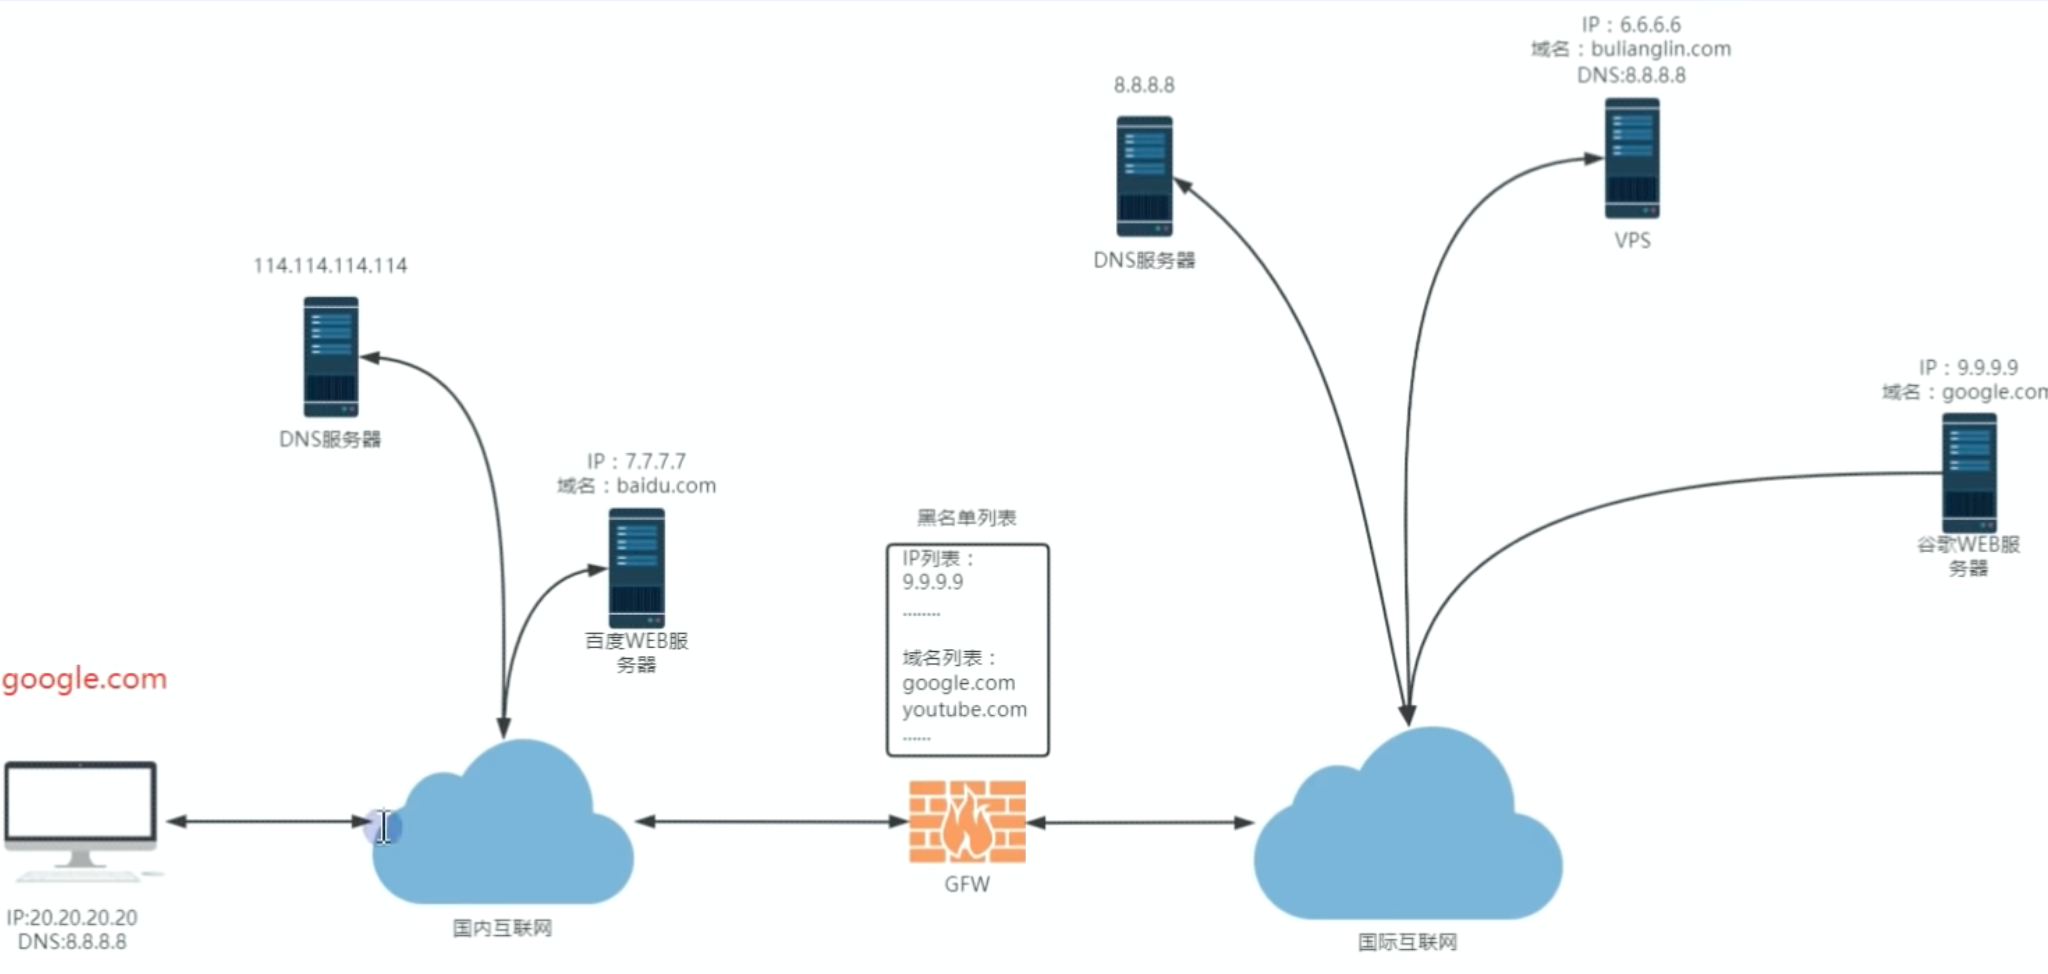 IP：6.6.6.6
域名：bulianglin.com
DNS:8.8.8.8
VPS
8.8.8.8
DNS服务器
114.114.114.114
DNS服务器
IP：9.9.9.9
域名：google.com
谷歌WEB服
务器
IP：7.7.7.7
域名：baidu.com
百度WEB服
务器
黑名单列表
IP列表：
9.9.9.9
........
域名列表：
google.com
youtube.com
......
GFW
google.com
IP:20.20.20.20
DNS:8.8.8.8
国内互联网
国际互联网